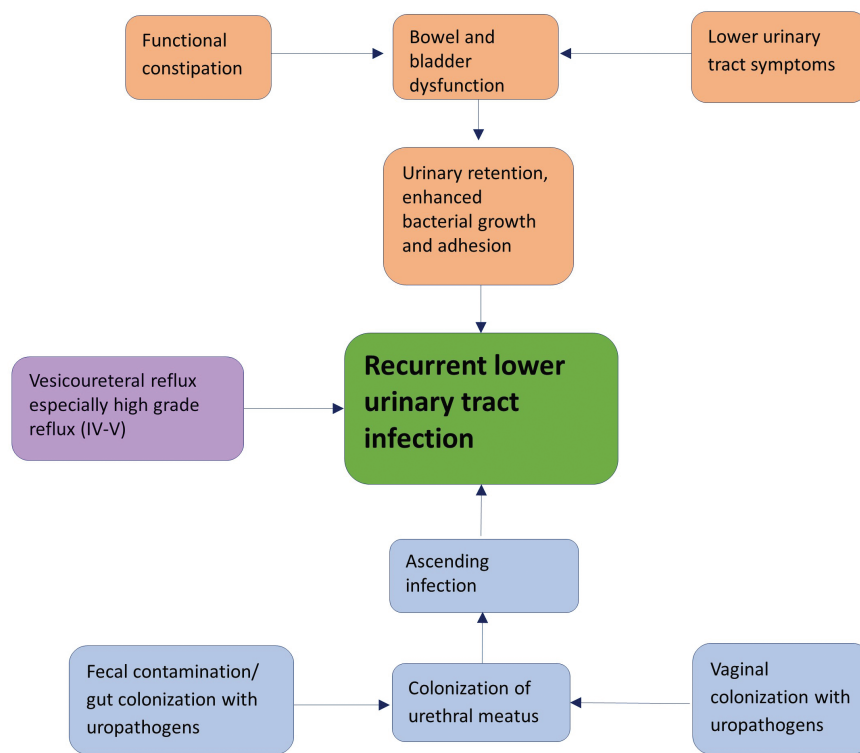 Functional
constipation
Bowel and
bladder
dysfunction
Lower urinary
tract symptoms
Urinary retention,
enhanced
bacterial growth
and adhesion
Vesicoureteral reflux
especially high grade
reflux (IV-V)
Recurrent lower
urinary tract
infection
Ascending
infection
Fecal contamination/
gut colonization with
uropathogens
Colonization of
urethral meatus
Vaginal
colonization with
uropathogens